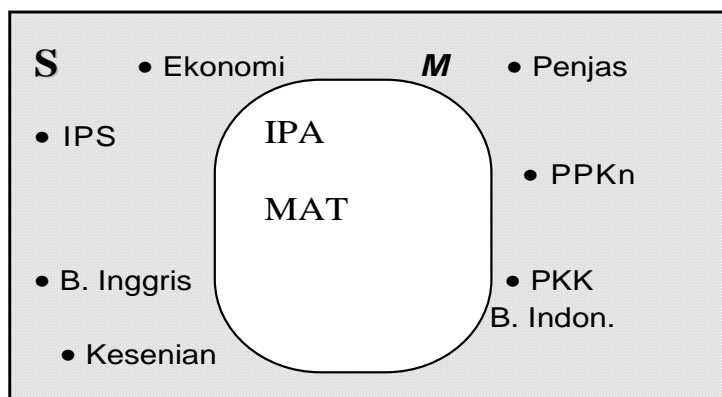 S • Ekonomi M • Penjas
• IPS IPA
• PPKn
MAT
• B. Inggris • PKK
B. Indon.
• Kesenian